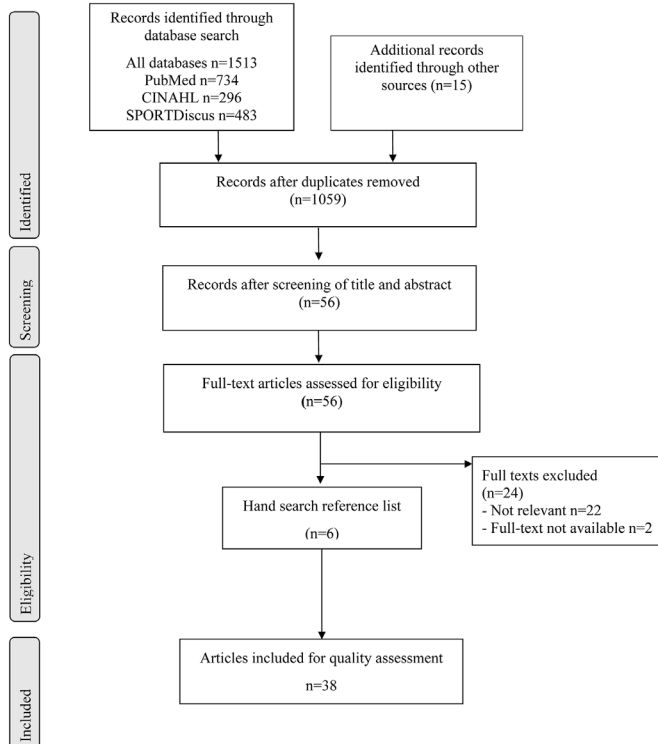 Records identified through
database search
All databases n=1513
PubMed n=734
CINAHL n=296
SPORTDiscus n=483
Additional records
identified through other
sources (n=15)
Identified
Records after duplicates removed
(n=1059)
Screening
Records after screening of title and abstract
(n=56)
Eligibility
Full-text articles assessed for eligibility
(n=56)
Full texts excluded
(n=24)
- Not relevant n=22
- Full-text not available n=2
Hand search reference list
(n=6)
Included
Articles included for quality assessment
n=38